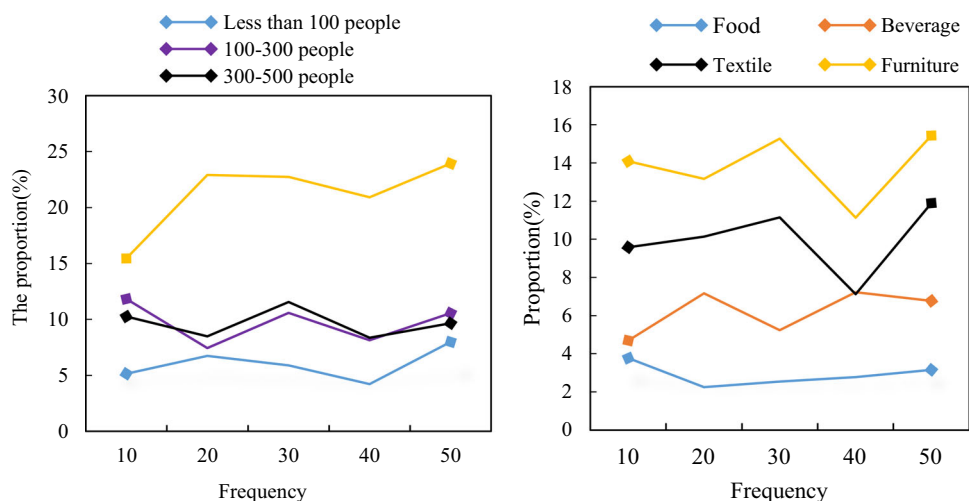 Less than 100 people
100-300 people
300-500 people
30
25
20
15
10
5
0
The proportion(%)
10 20 30 40 50
Frequency
Food Beverage
Textile Furniture
18
16
14
12
10
8
6
4
2
0
Proportion(%)
10 20 30 40 50
Frequency